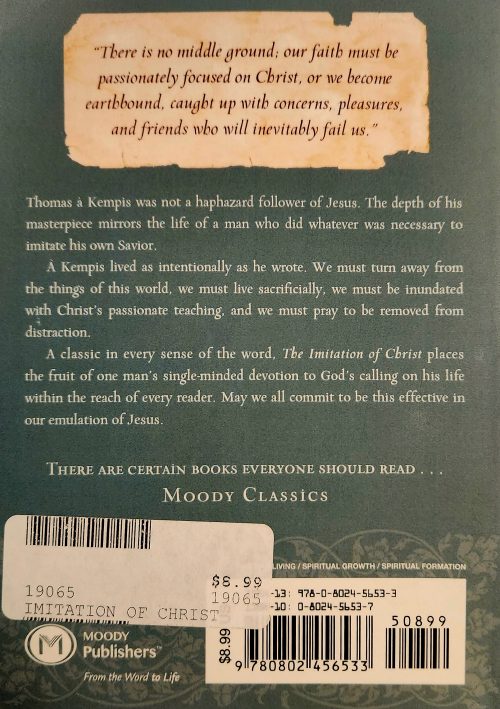 “There is no middle ground; our faith must be
passionately focused on Christ, or we become
earthbound, caught up with concerns, pleasures,
and friends who will inevitably fail us.”
Thomas à Kempis was not a haphazard follower of Jesus. The depth of his
masterpiece mirrors the life of a man who did whatever was necessary to
imitate his own Savior.
À Kempis lived as intentionally as he wrote. We must turn away from
the things of this world, we must live sacrificially, we must be inundated
with Christ’s passionate teaching, and we must pray to be removed from
distraction.
A classic in every sense of the word, The Imitation of Christ places
the fruit of one man’s single-minded devotion to God’s calling on his life
within the reach of every reader. May we all commit to be this effective in
our emulation of Jesus.
There are certain books everyone should read . . .
Moody Classics
LIVING / SPIRITUAL GROWTH / SPIRITUAL FORMATION
$8.99
19065 19065
IMITATION OF CHRIST
-13: 978-0-8024-5653-3
-10: 0-8024-5653-7
50899
$8.99
9 780802 456533
M
MOODY
Publishers™
From the Word to Life